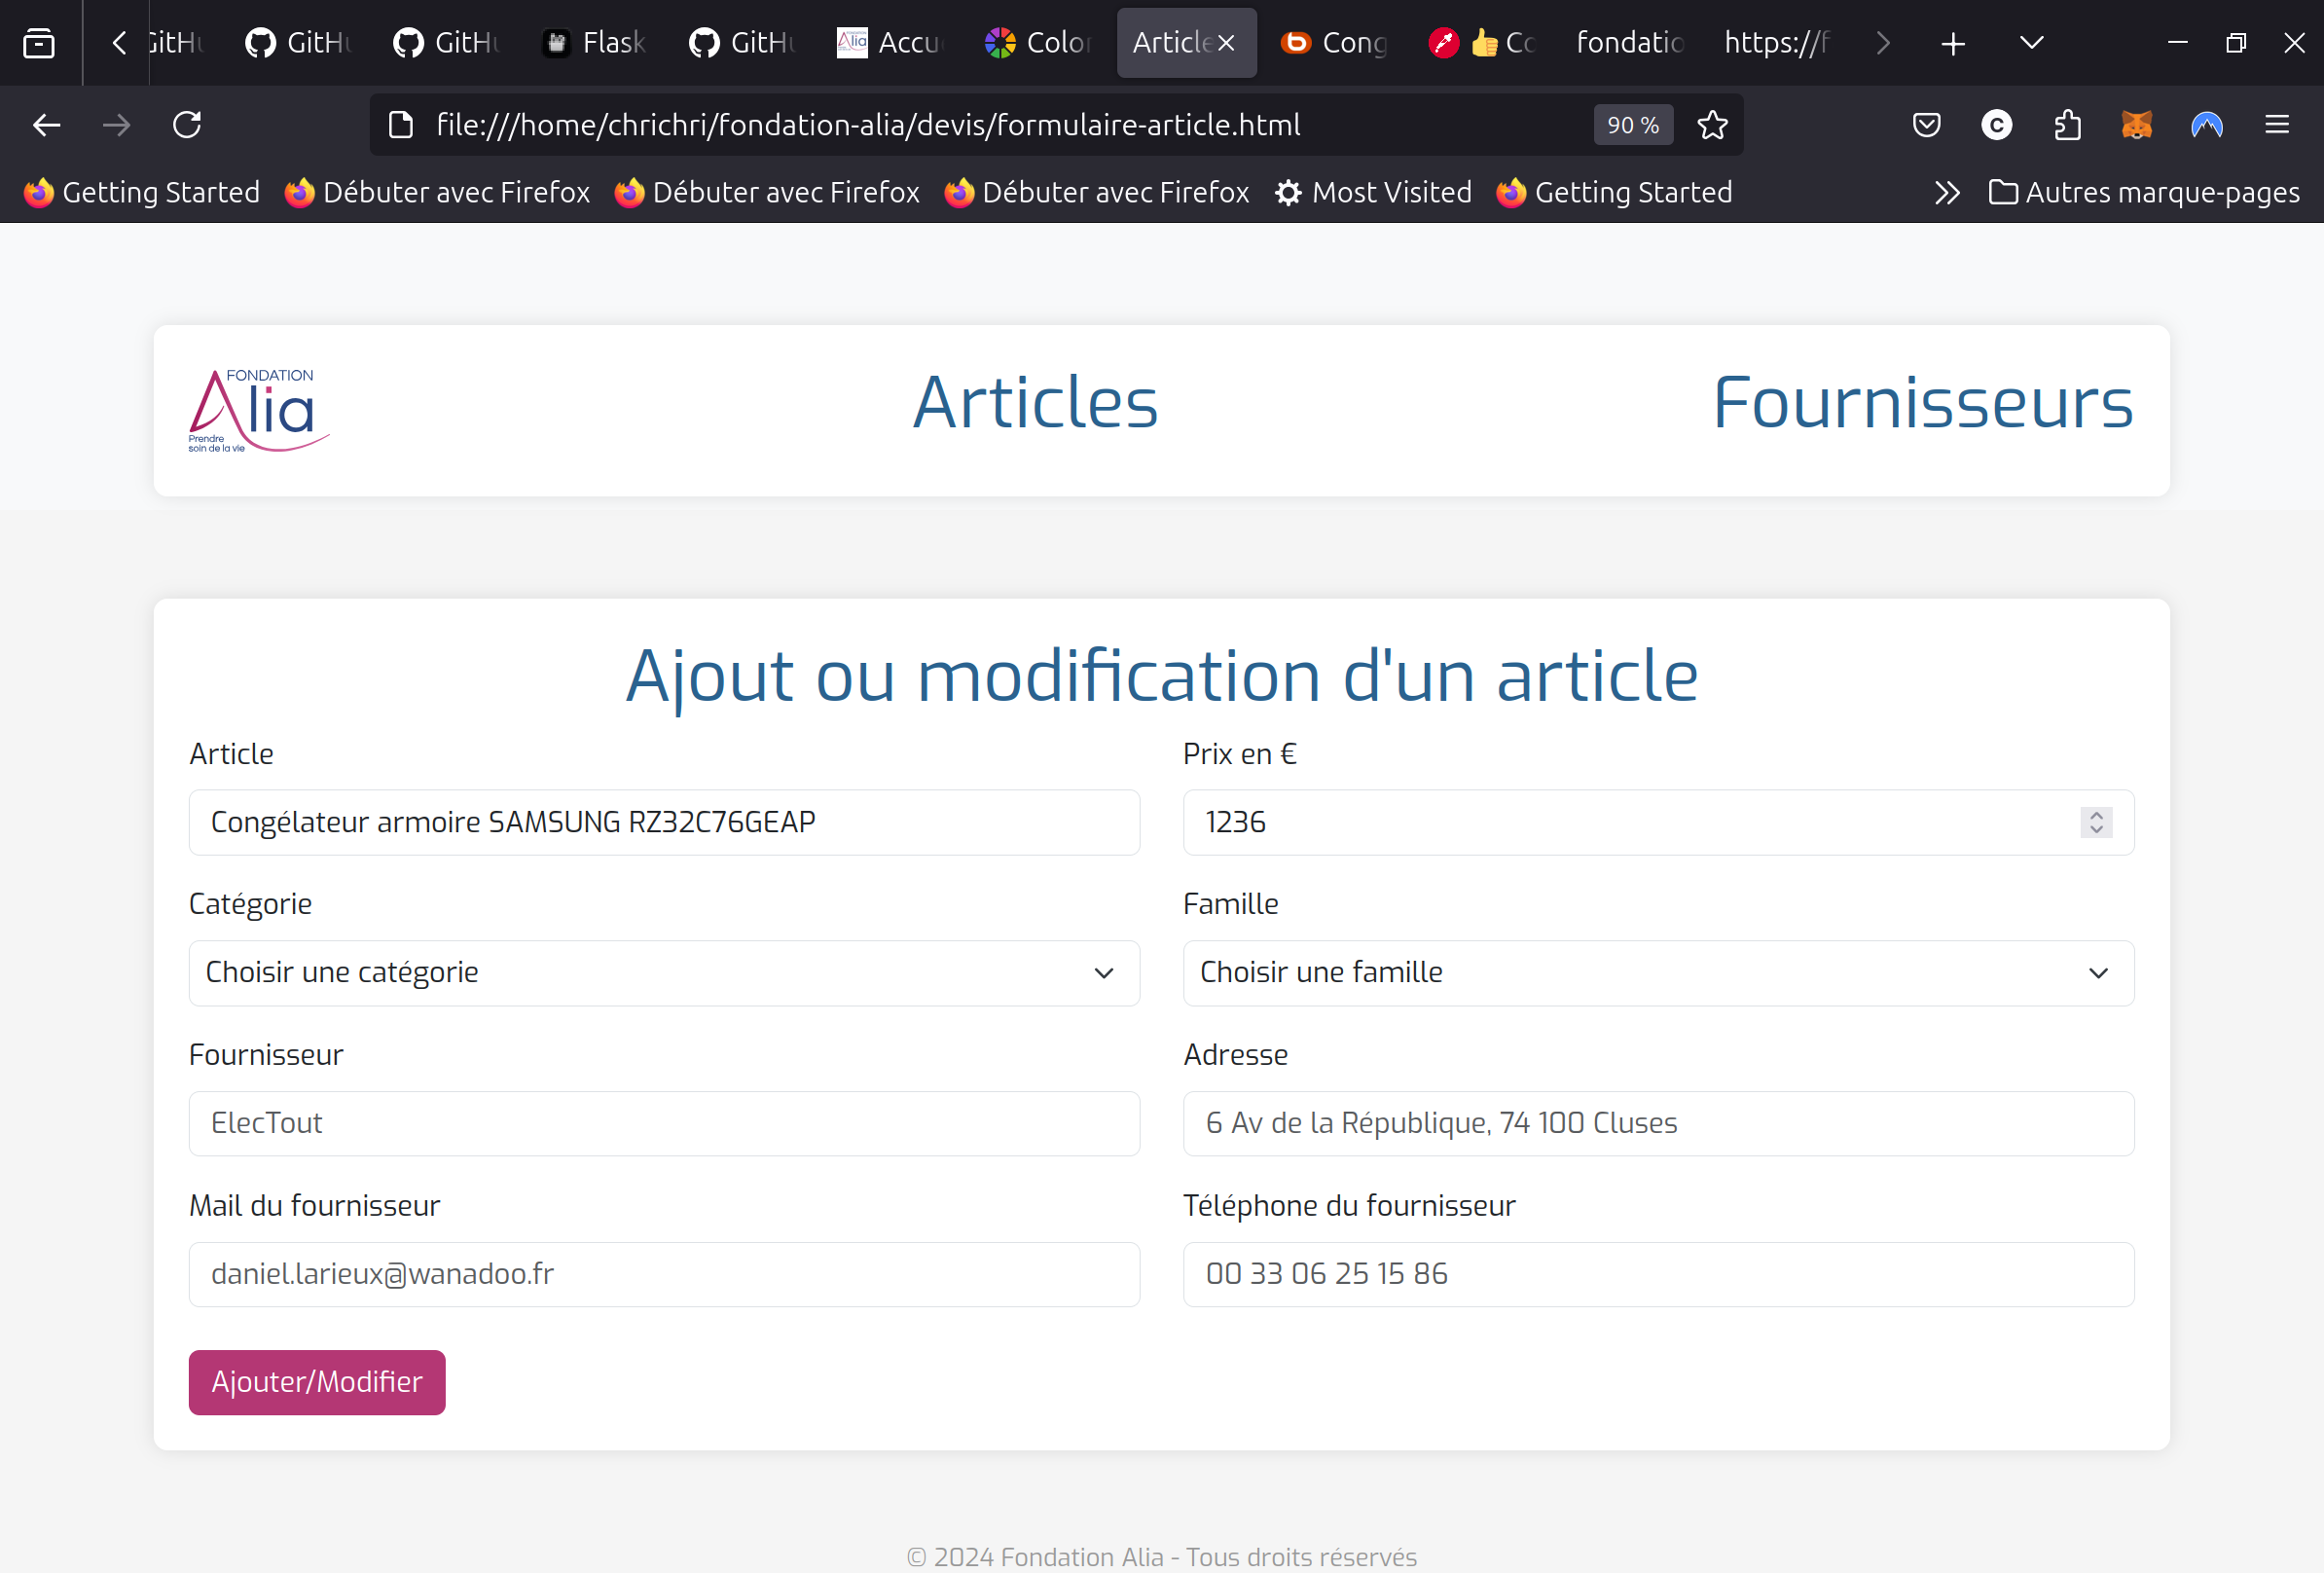 GitHu GitHu GitHu Flask GitHu Accu Color Article Cong Co fondatio https://f
file:///home/chrichri/fondation-alia/devis/formulaire-article.html 90 %
Getting Started Débuter avec Firefox Débuter avec Firefox Débuter avec Firefox Most Visited Getting Started Autres marque-pages
FONDATION
Alia
Prendre
soin de la vie
Articles
Fournisseurs
Ajout ou modification d'un article
Article Prix en €
Congélateur armoire SAMSUNG RZ32C76GEAP 1236
Catégorie Famille
Choisir une catégorie Choisir une famille
Fournisseur Adresse
ElecTout 6 Av de la République, 74 100 Cluses
Mail du fournisseur Téléphone du fournisseur
daniel.larieux@wanadoo.fr 00 33 06 25 15 86
Ajouter/Modifier
© 2024 Fondation Alia - Tous droits réservés